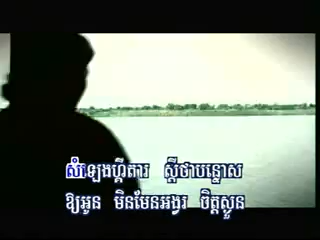 សំឡេងហ្គីតារ ស្ដីថាបន្ទោស
ឱ្យអូន មិនមែនអង្វរ ចិត្តស្ងួន